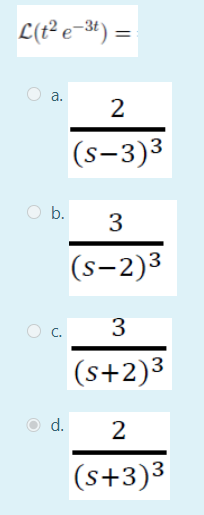 ℒ(t² e⁻³ᵗ) =
a. 2
(s−3)³
b. 3
(s−2)³
c. 3
(s+2)³
d. 2
(s+3)³